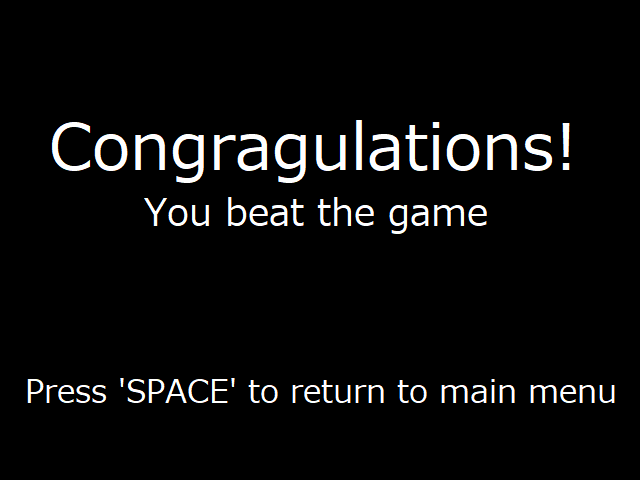 Congragulations!
You beat the game
Press 'SPACE' to return to main menu